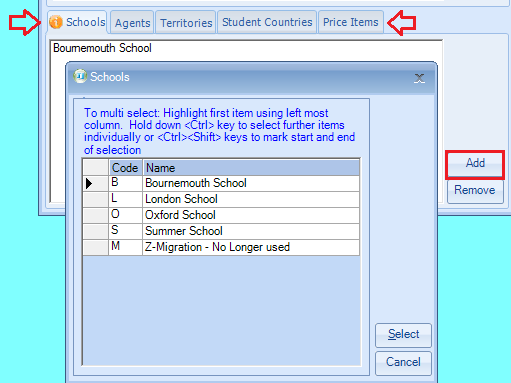 Schools Agents Territories Student Countries Price Items
Bournemouth School
Schools
To multi select: Highlight first item using left most
column. Hold down <Ctrl> key to select further items
individually or <Ctrl><Shift> keys to mark start and end
of selection
Code Name
B Bournemouth School
L London School
O Oxford School
S Summer School
M Z-Migration - No Longer used
Add
Remove
Select
Cancel